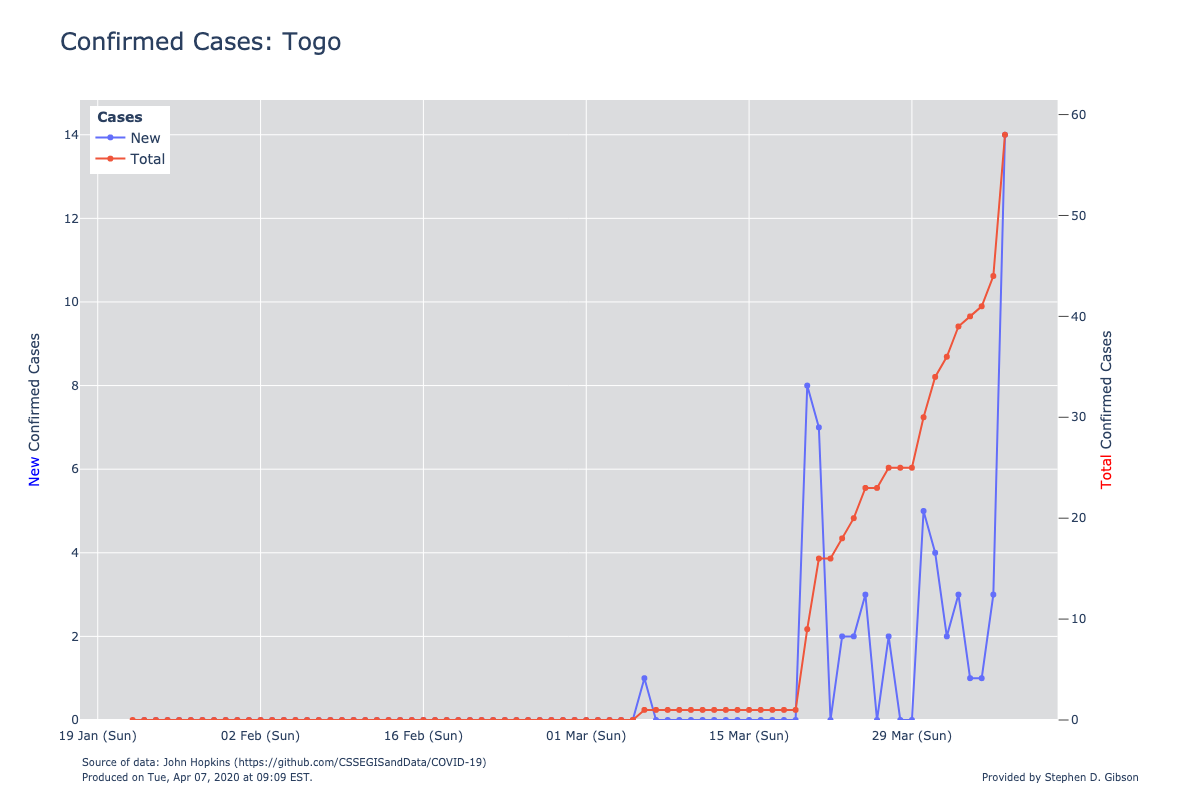 Confirmed Cases: Togo
Cases
New
Total
14
12
10
8
6
4
2
0
60
50
40
30
20
10
0
New Confirmed Cases
Total Confirmed Cases
19 Jan (Sun)
02 Feb (Sun)
16 Feb (Sun)
01 Mar (Sun)
15 Mar (Sun)
29 Mar (Sun)
Source of data: John Hopkins (https://github.com/CSSEGISandData/COVID-19)
Produced on Tue, Apr 07, 2020 at 09:09 EST.
Provided by Stephen D. Gibson